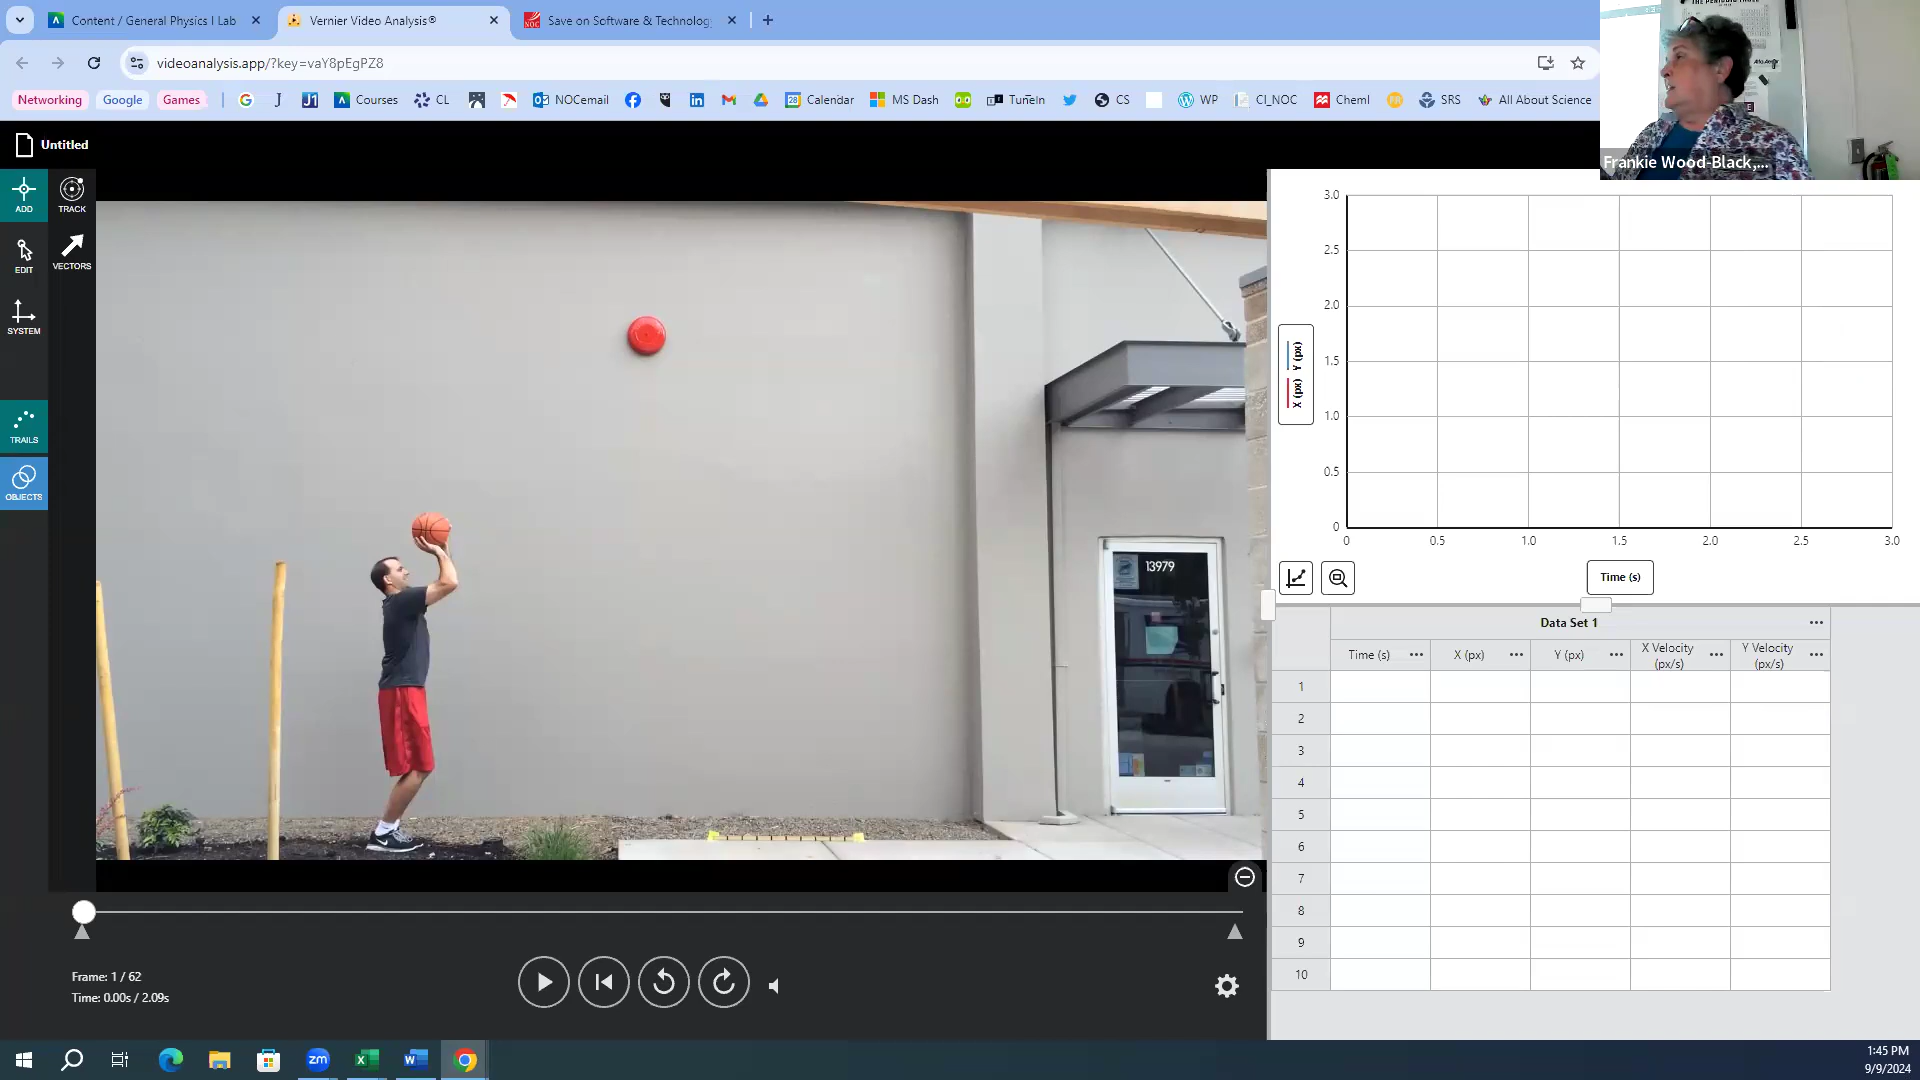 Content / General Physics I Lab
Vernier Video Analysis®
Save on Software & Technolog
videoanalysis.app/?key=vaY8pEgPZ8
Networking Google Games Courses CL NOCemail Calendar MS Dash TuneIn CS WP CI_NOC ChemI SRS All About Science
THE PERIODIC
Frankie Wood-Black,...
Untitled
ADD
TRACK
EDIT
VECTORS
SYSTEM
TRAILS
OBJECTS
13979
3.0
2.5
2.0
1.5
1.0
0.5
0
X (px) Y (px)
0 0.5 1.0 1.5 2.0 2.5 3.0
Time (s)
Data Set 1 ...
Time (s) ... X (px) ... Y (px) ... X Velocity (px/s) ... Y Velocity (px/s) ...
1
2
3
4
5
6
7
8
9
10
Frame: 1 / 62
Time: 0.00s / 2.09s
zm
1:45 PM
9/9/2024